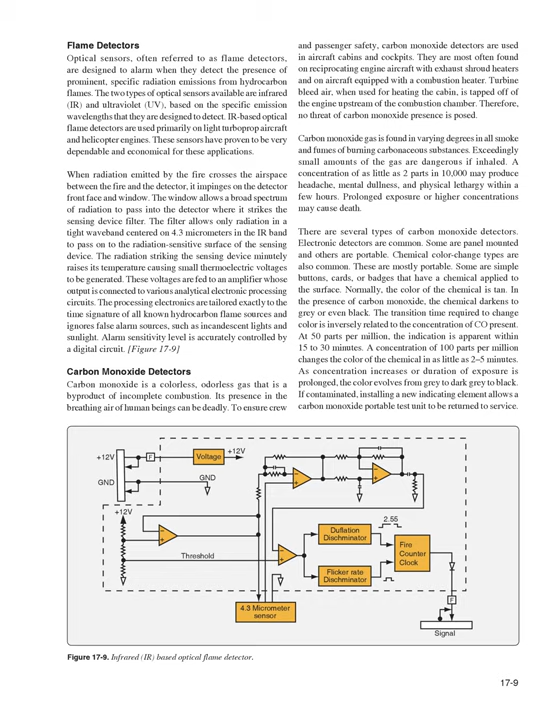 Flame Detectors
Optical sensors, often referred to as flame detectors,
are designed to alarm when they detect the presence of
prominent, specific radiation emissions from hydrocarbon
flames. The two types of optical sensors available are infrared
(IR) and ultraviolet (UV), based on the specific emission
wavelengths that they are designed to detect. IR-based optical
flame detectors are used primarily on light turboprop aircraft
and helicopter engines. These sensors have proven to be very
dependable and economical for these applications.
When radiation emitted by the fire crosses the airspace
between the fire and the detector, it impinges on the detector
front face and window. The window allows a broad spectrum
of radiation to pass into the detector where it strikes the
sensing device filter. The filter allows only radiation in a
tight waveband centered on 4.3 micrometers in the IR band
to pass on to the radiation-sensitive surface of the sensing
device. The radiation striking the sensing device minutely
raises its temperature causing small thermoelectric voltages
to be generated. These voltages are fed to an amplifier whose
output is connected to various analytical electronic processing
circuits. The processing electronics are tailored exactly to the
time signature of all known hydrocarbon flame sources and
ignores false alarm sources, such as incandescent lights and
sunlight. Alarm sensitivity level is accurately controlled by
a digital circuit. [Figure 17-9]
Carbon Monoxide Detectors
Carbon monoxide is a colorless, odorless gas that is a
byproduct of incomplete combustion. Its presence in the
breathing air of human beings can be deadly. To ensure crew
and passenger safety, carbon monoxide detectors are used
in aircraft cabins and cockpits. They are most often found
on reciprocating engine aircraft with exhaust shroud heaters
and on aircraft equipped with a combustion heater. Turbine
bleed air, when used for heating the cabin, is tapped off of
the engine upstream of the combustion chamber. Therefore,
no threat of carbon monoxide presence is posed.
Carbon monoxide gas is found in varying degrees in all smoke
and fumes of burning carbonaceous substances. Exceedingly
small amounts of the gas are dangerous if inhaled. A
concentration of as little as 2 parts in 10,000 may produce
headache, mental dullness, and physical lethargy within a
few hours. Prolonged exposure or higher concentrations
may cause death.
There are several types of carbon monoxide detectors.
Electronic detectors are common. Some are panel mounted
and others are portable. Chemical color-change types are
also common. These are mostly portable. Some are simple
buttons, cards, or badges that have a chemical applied to
the surface. Normally, the color of the chemical is tan. In
the presence of carbon monoxide, the chemical darkens to
grey or even black. The transition time required to change
color is inversely related to the concentration of CO present.
At 50 parts per million, the indication is apparent within
15 to 30 minutes. A concentration of 100 parts per million
changes the color of the chemical in as little as 2–5 minutes.
As concentration increases or duration of exposure is
prolonged, the color evolves from grey to dark grey to black.
If contaminated, installing a new indicating element allows a
carbon monoxide portable test unit to be returned to service.
+12V
F
Voltage
+12V
GND
GND
+12V
Threshold
2.55
Duflation
Dischminator
Fire
Counter
Clock
Flicker rate
Dischminator
4.3 Micrometer
sensor
F
Signal
Figure 17-9. Infrared (IR) based optical flame detector.
17-9